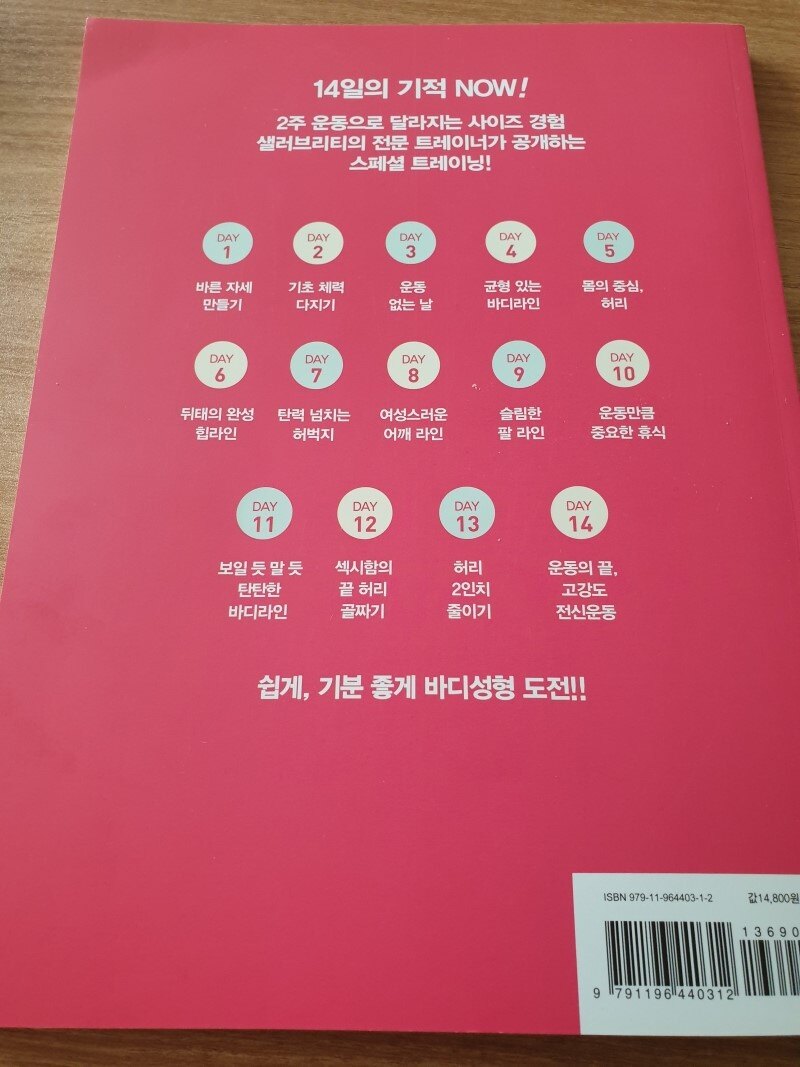 14일의 기적 NOW!
2주 운동으로 달라지는 사이즈 경험
샐러브리티의 전문 트레이너가 공개하는
스페셜 트레이닝!
DAY 1
바른 자세
만들기
DAY 2
기초 체력
다지기
DAY 3
운동
없는 날
DAY 4
균형 있는
바디라인
DAY 5
몸의 중심,
허리
DAY 6
뒤태의 완성
힙라인
DAY 7
탄력 넘치는
허벅지
DAY 8
여성스러운
어깨 라인
DAY 9
슬림한
팔 라인
DAY 10
운동만큼
중요한 휴식
DAY 11
보일 듯 말 듯
탄탄한
바디라인
DAY 12
섹시함의
끝 허리
골짜기
DAY 13
허리
2인치
줄이기
DAY 14
운동의 끝,
고강도
전신운동
쉽게, 기분 좋게 바디성형 도전!!
ISBN 979-11-964403-1-2 값14,800원
13690
9 791196 440312